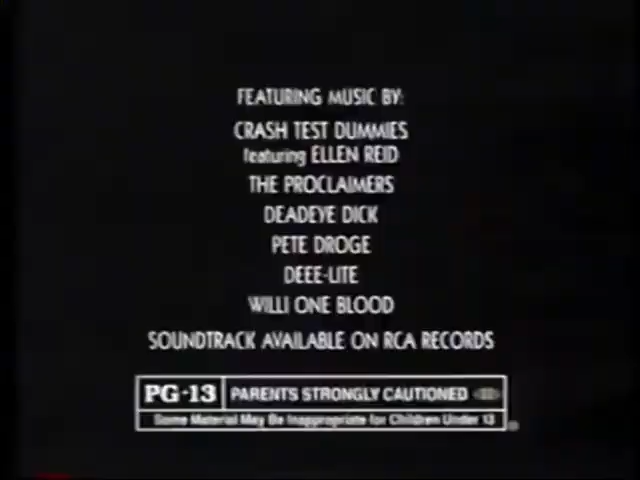 FEATURING MUSIC BY:
CRASH TEST DUMMIES
featuring ELLEN REID
THE PROCLAIMERS
DEADEYE DICK
PETE DROGE
DEEE-LITE
WILLI ONE BLOOD
SOUNDTRACK AVAILABLE ON RCA RECORDS
PG-13 PARENTS STRONGLY CAUTIONED
Some Material May Be Inappropriate for Children Under 13